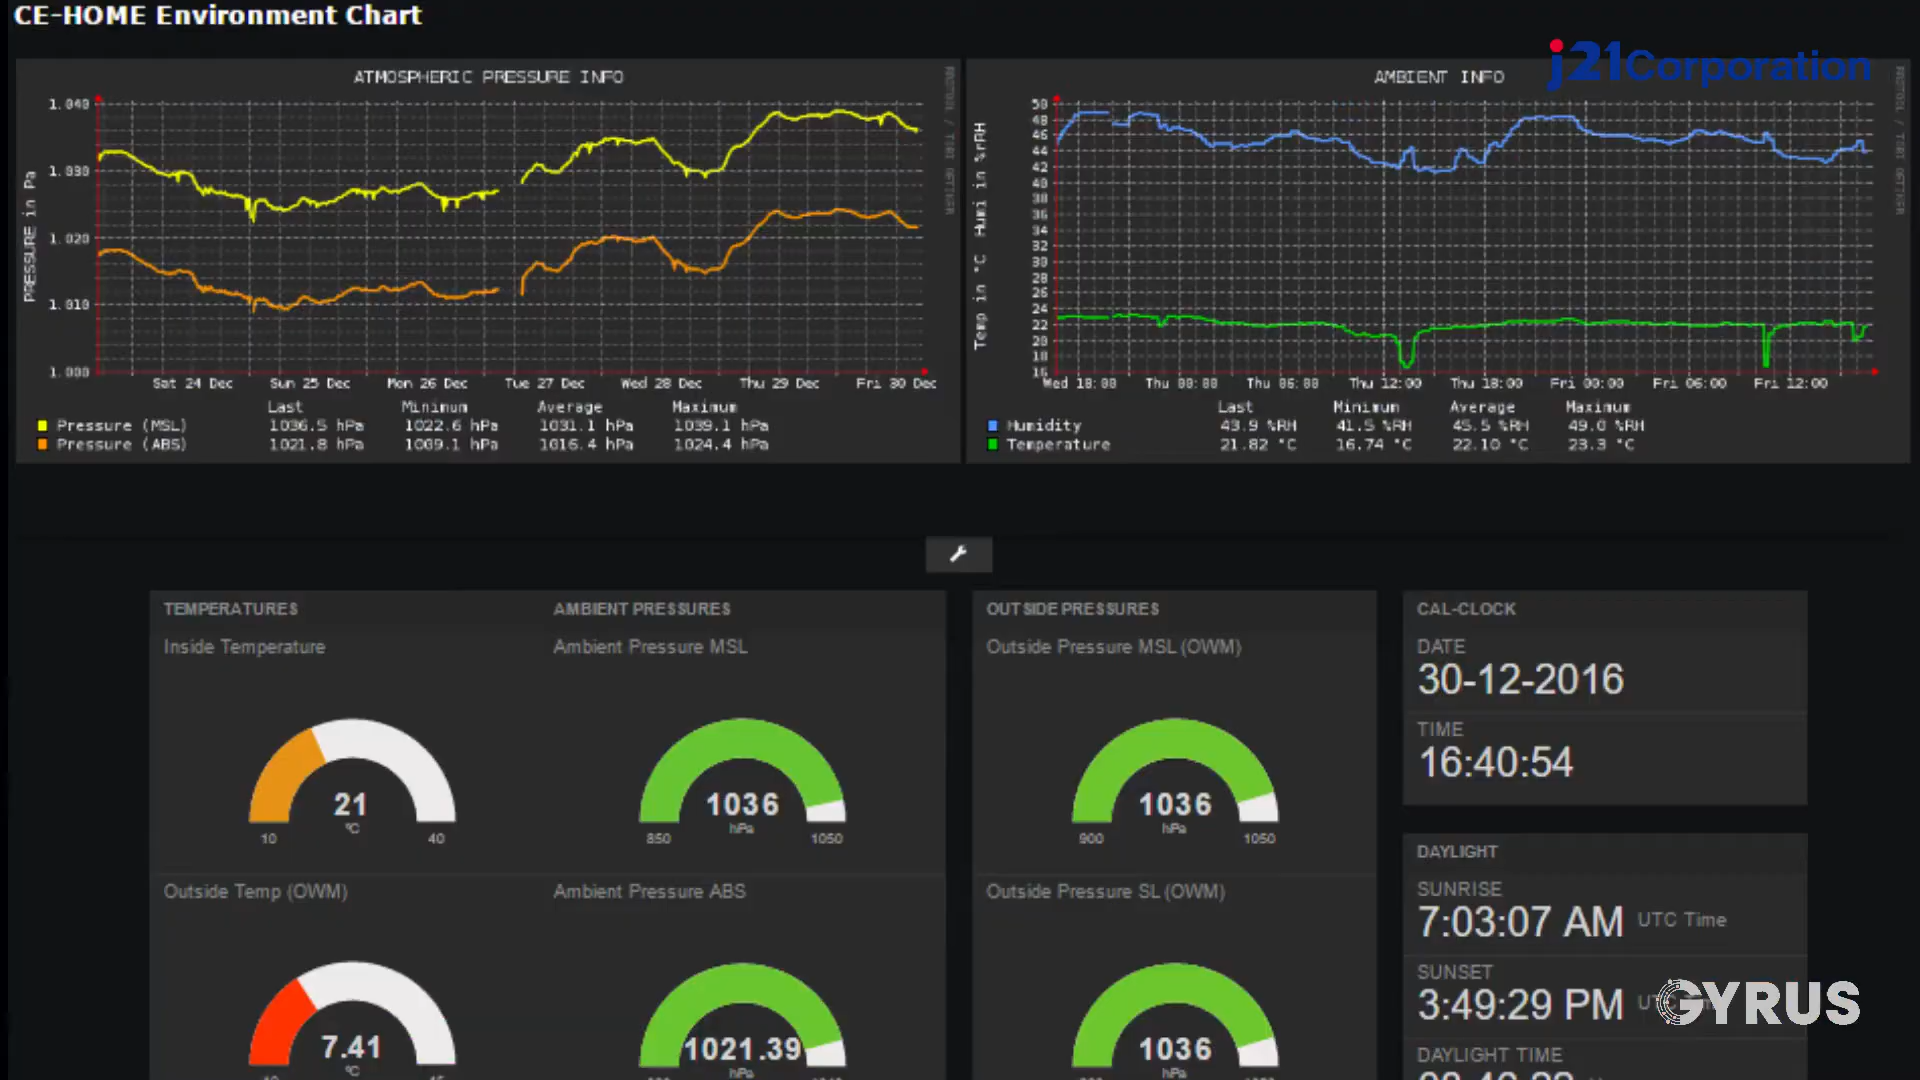 CE-HOME Environment Chart
j21Corporation
ATMOSPHERIC PRESSURE INFO
PRESSURE in Pa
1.040
1.030
1.020
1.010
1.000
Sat 24 Dec Sun 25 Dec Mon 26 Dec Tue 27 Dec Wed 28 Dec Thu 29 Dec Fri 30 Dec
Last Minimum Average Maximum
Pressure (MSL) 1036.5 hPa 1022.6 hPa 1031.1 hPa 1039.1 hPa
Pressure (ABS) 1021.8 hPa 1009.1 hPa 1016.4 hPa 1024.4 hPa
RRDTOOL / TOBI OETIKER
AMBIENT INFO
Temp in °C Humi in %rRH
50
48
46
44
42
40
38
36
34
32
30
28
26
24
22
20
18
16
Wed 18:00 Thu 00:00 Thu 06:00 Thu 12:00 Thu 18:00 Fri 00:00 Fri 06:00 Fri 12:00
Last Minimum Average Maximum
Humidity 43.9 %RH 41.5 %RH 45.5 %RH 49.0 %RH
Temperature 21.82 °C 16.74 °C 22.10 °C 23.3 °C
RRDTOOL / TOBI OETIKER
TEMPERATURES
Inside Temperature
21
°C
10 40
Outside Temp (OWM)
7.41
°C
AMBIENT PRESSURES
Ambient Pressure MSL
1036
hPa
850 1050
Ambient Pressure ABS
1021.39
hPa
OUTSIDE PRESSURES
Outside Pressure MSL (OWM)
1036
hPa
900 1050
Outside Pressure SL (OWM)
1036
hPa
CAL-CLOCK
DATE
30-12-2016
TIME
16:40:54
DAYLIGHT
SUNRISE
7:03:07 AM UTC Time
SUNSET
3:49:29 PM
DAYLIGHT TIME
GYRUS